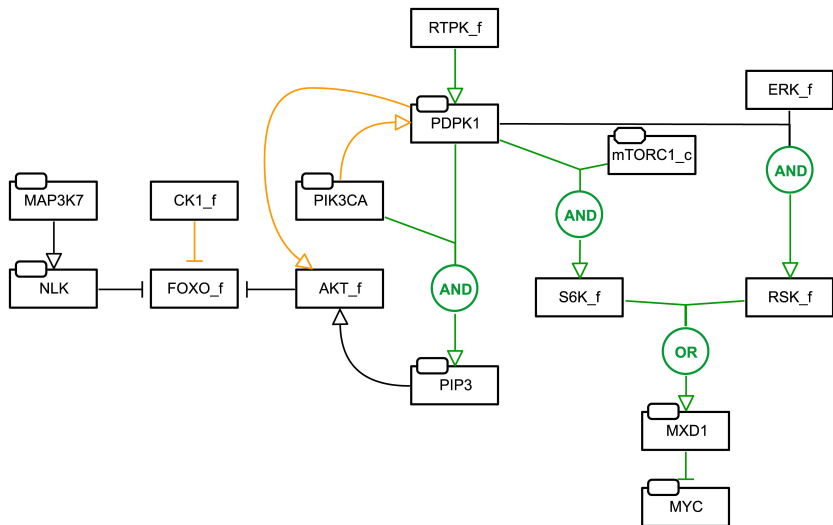 RTPK_f
ERK_f
PDPK1
mTORC1_c
AND
MAP3K7
CK1_f
PIK3CA
AND
NLK
FOXO_f
AKT_f
AND
S6K_f
RSK_f
OR
PIP3
MXD1
MYC